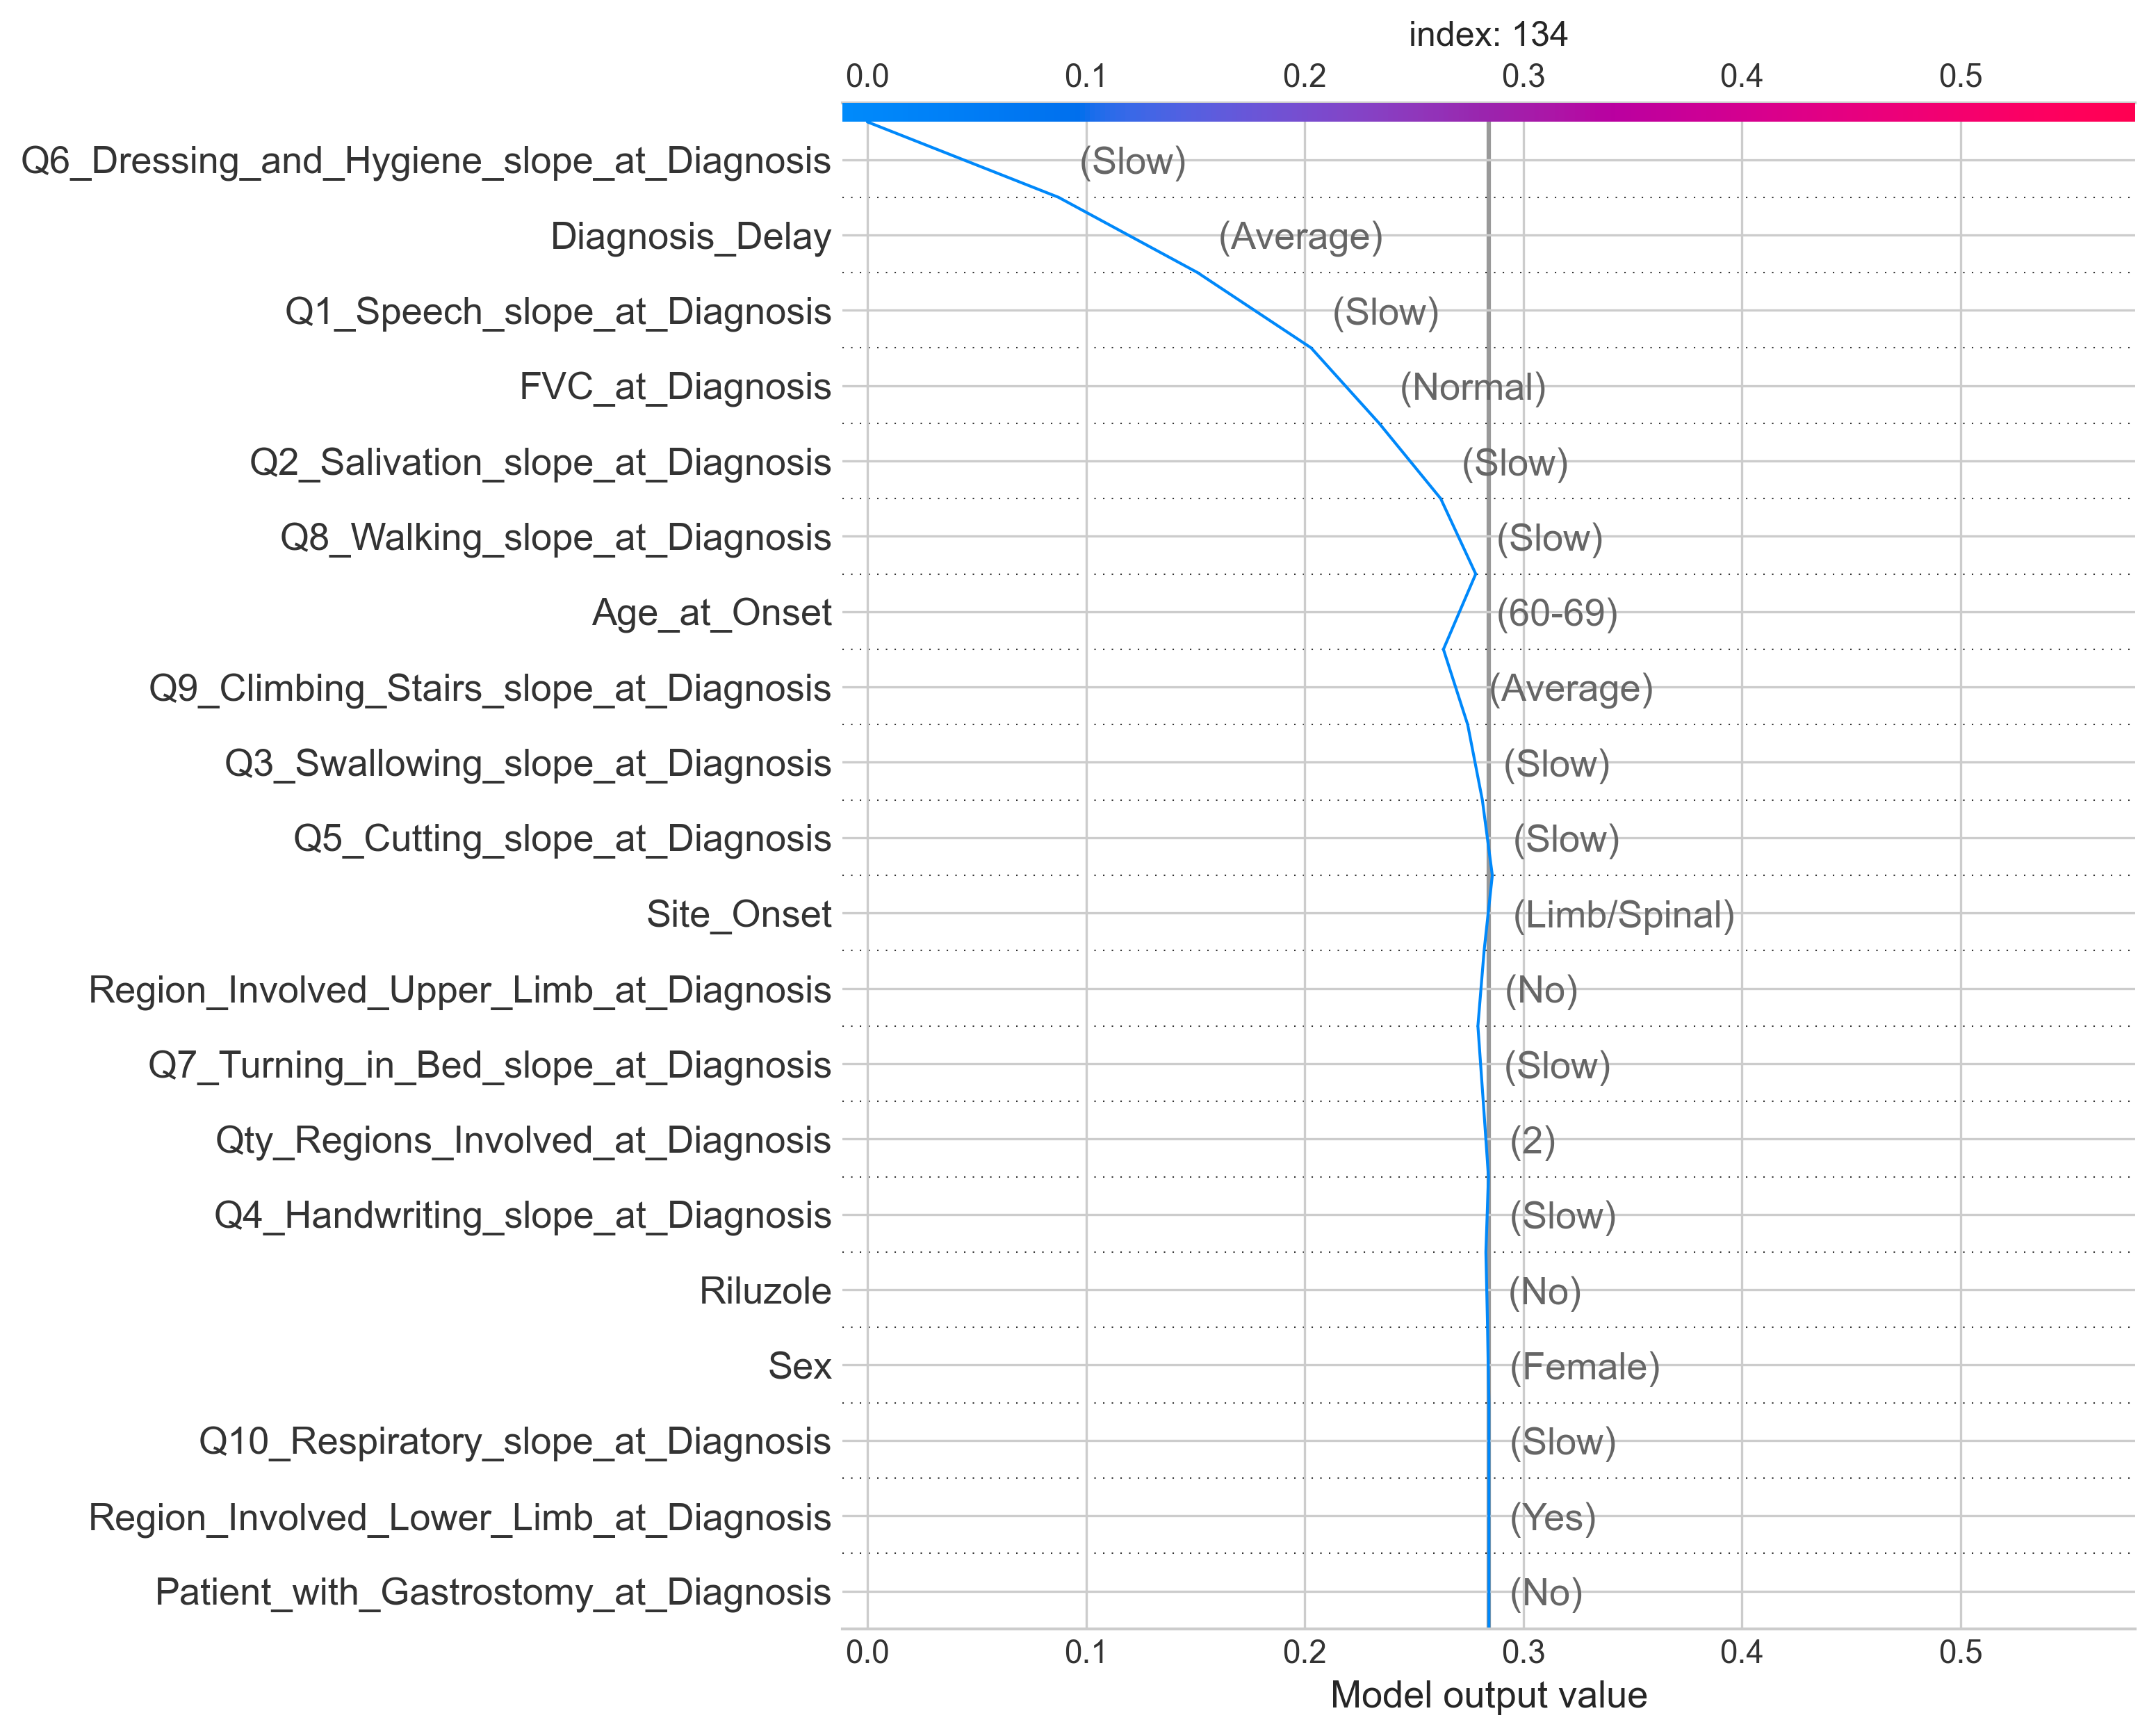 index: 134
0.0 0.1 0.2 0.3 0.4 0.5
Q6_Dressing_and_Hygiene_slope_at_Diagnosis (Slow)
Diagnosis_Delay (Average)
Q1_Speech_slope_at_Diagnosis (Slow)
FVC_at_Diagnosis (Normal)
Q2_Salivation_slope_at_Diagnosis (Slow)
Q8_Walking_slope_at_Diagnosis (Slow)
Age_at_Onset (60-69)
Q9_Climbing_Stairs_slope_at_Diagnosis (Average)
Q3_Swallowing_slope_at_Diagnosis (Slow)
Q5_Cutting_slope_at_Diagnosis (Slow)
Site_Onset (Limb/Spinal)
Region_Involved_Upper_Limb_at_Diagnosis (No)
Q7_Turning_in_Bed_slope_at_Diagnosis (Slow)
Qty_Regions_Involved_at_Diagnosis (2)
Q4_Handwriting_slope_at_Diagnosis (Slow)
Riluzole (No)
Sex (Female)
Q10_Respiratory_slope_at_Diagnosis (Slow)
Region_Involved_Lower_Limb_at_Diagnosis (Yes)
Patient_with_Gastrostomy_at_Diagnosis (No)
0.0 0.1 0.2 0.3 0.4 0.5
Model output value